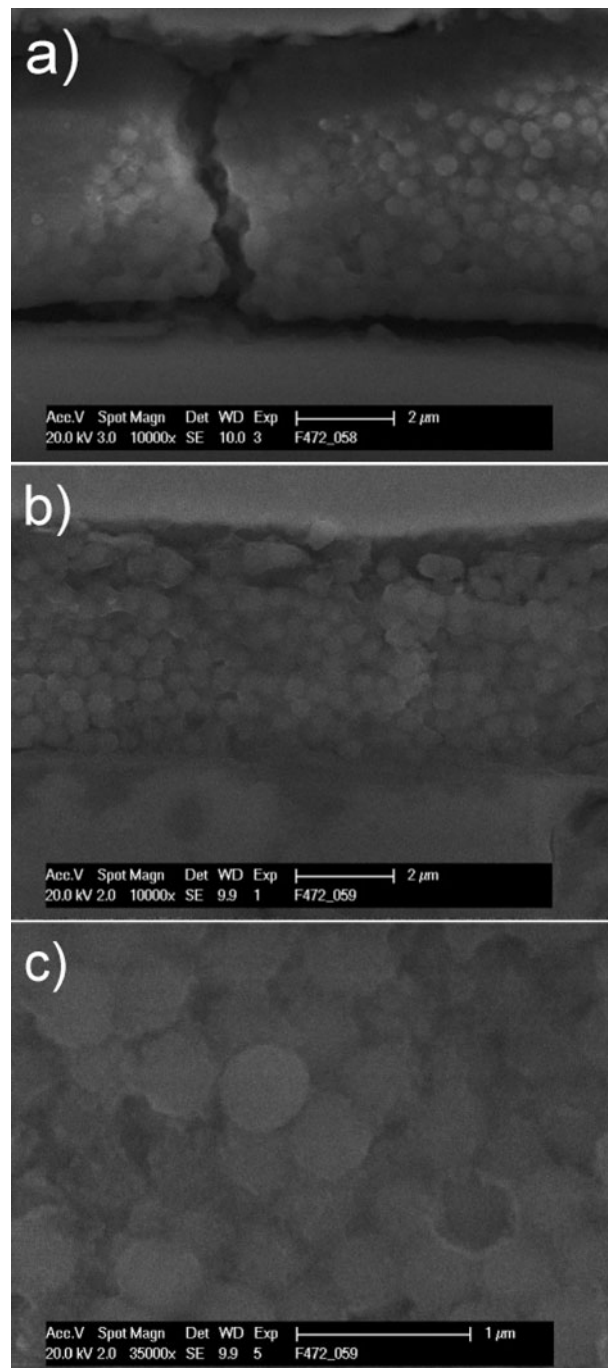 a)
Acc.V Spot Magn Det WD Exp 2 μm
20.0 kV 3.0 10000x SE 10.0 3 F472_058
b)
Acc.V Spot Magn Det WD Exp 2 μm
20.0 kV 2.0 10000x SE 9.9 1 F472_059
c)
Acc.V Spot Magn Det WD Exp 1 μm
20.0 kV 2.0 35000x SE 9.9 5 F472_059